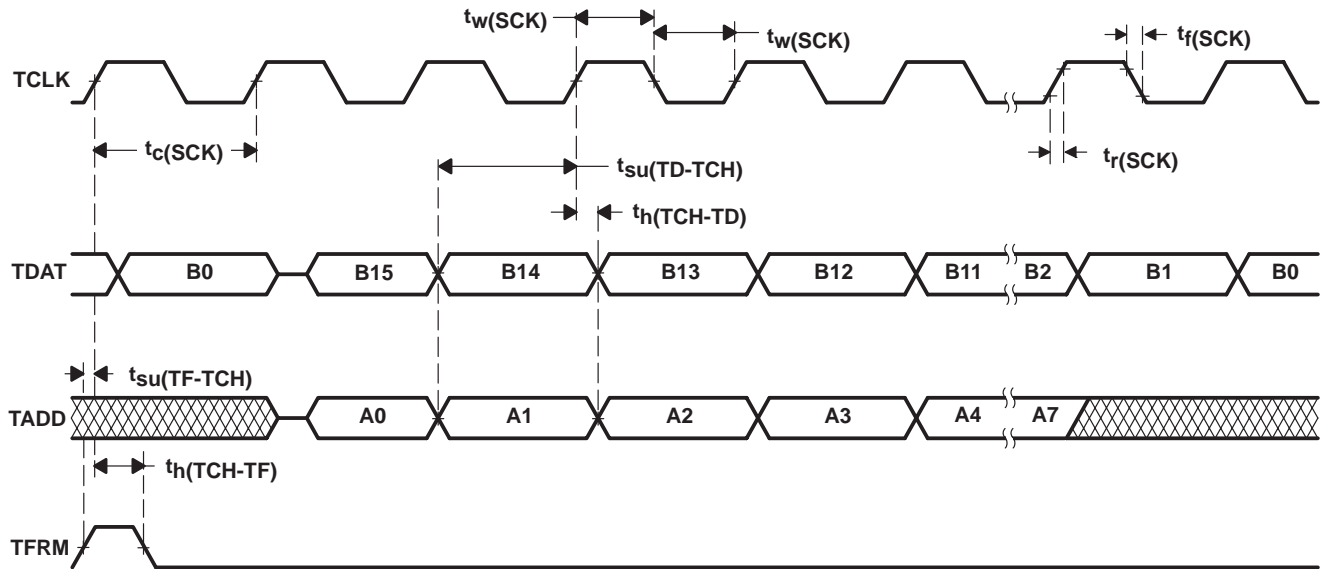 tw(SCK)
tw(SCK)
tf(SCK)
TCLK
tc(SCK)
tsu(TD-TCH)
tr(SCK)
th(TCH-TD)
TDAT B0 B15 B14 B13 B12 B11 B2 B1 B0
tsu(TF-TCH)
TADD A0 A1 A2 A3 A4 A7
th(TCH-TF)
TFRM